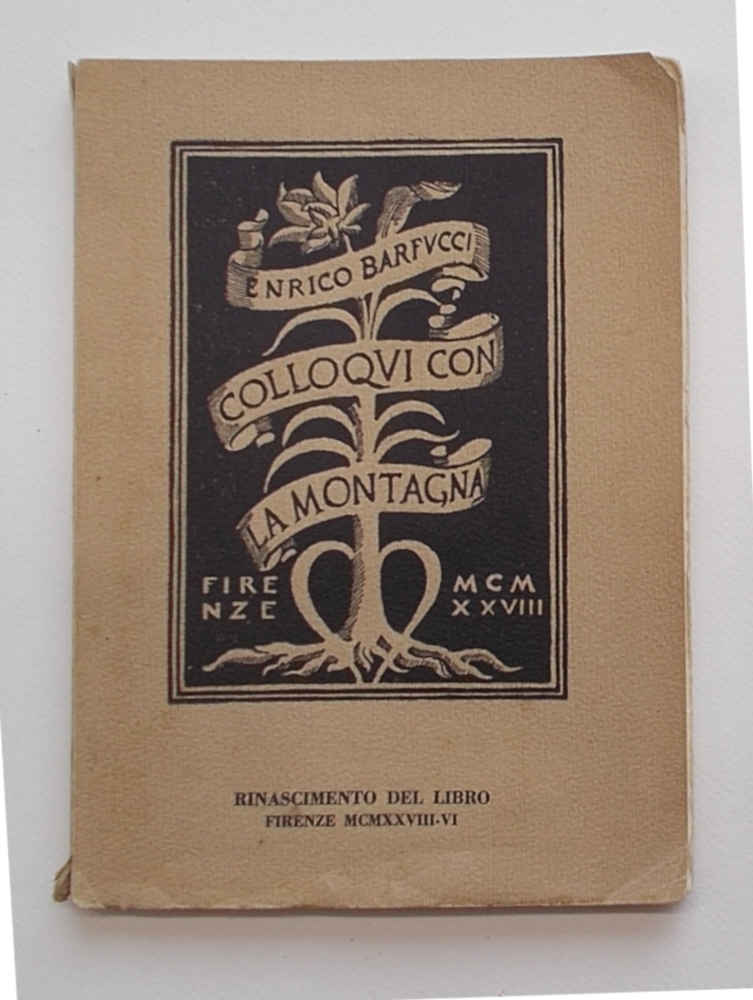 ENRICO BARFVCCI
COLLOQVI CON
LA MONTAGNA
FIRE
NZE
MCM
XXVIII
RINASCIMENTO DEL LIBRO
FIRENZE MCMXXVIII-VI